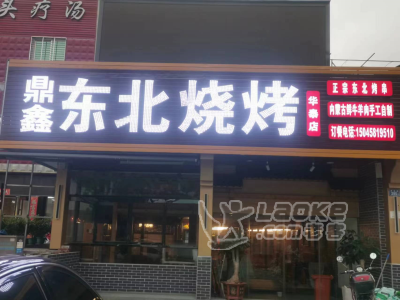 头疗汤
鼎鑫
东北烧烤
华泰店
正宗东北烤串
内蒙古鲜牛羊肉手工自制
订餐电话:15045819510
LAOKE
.com老客